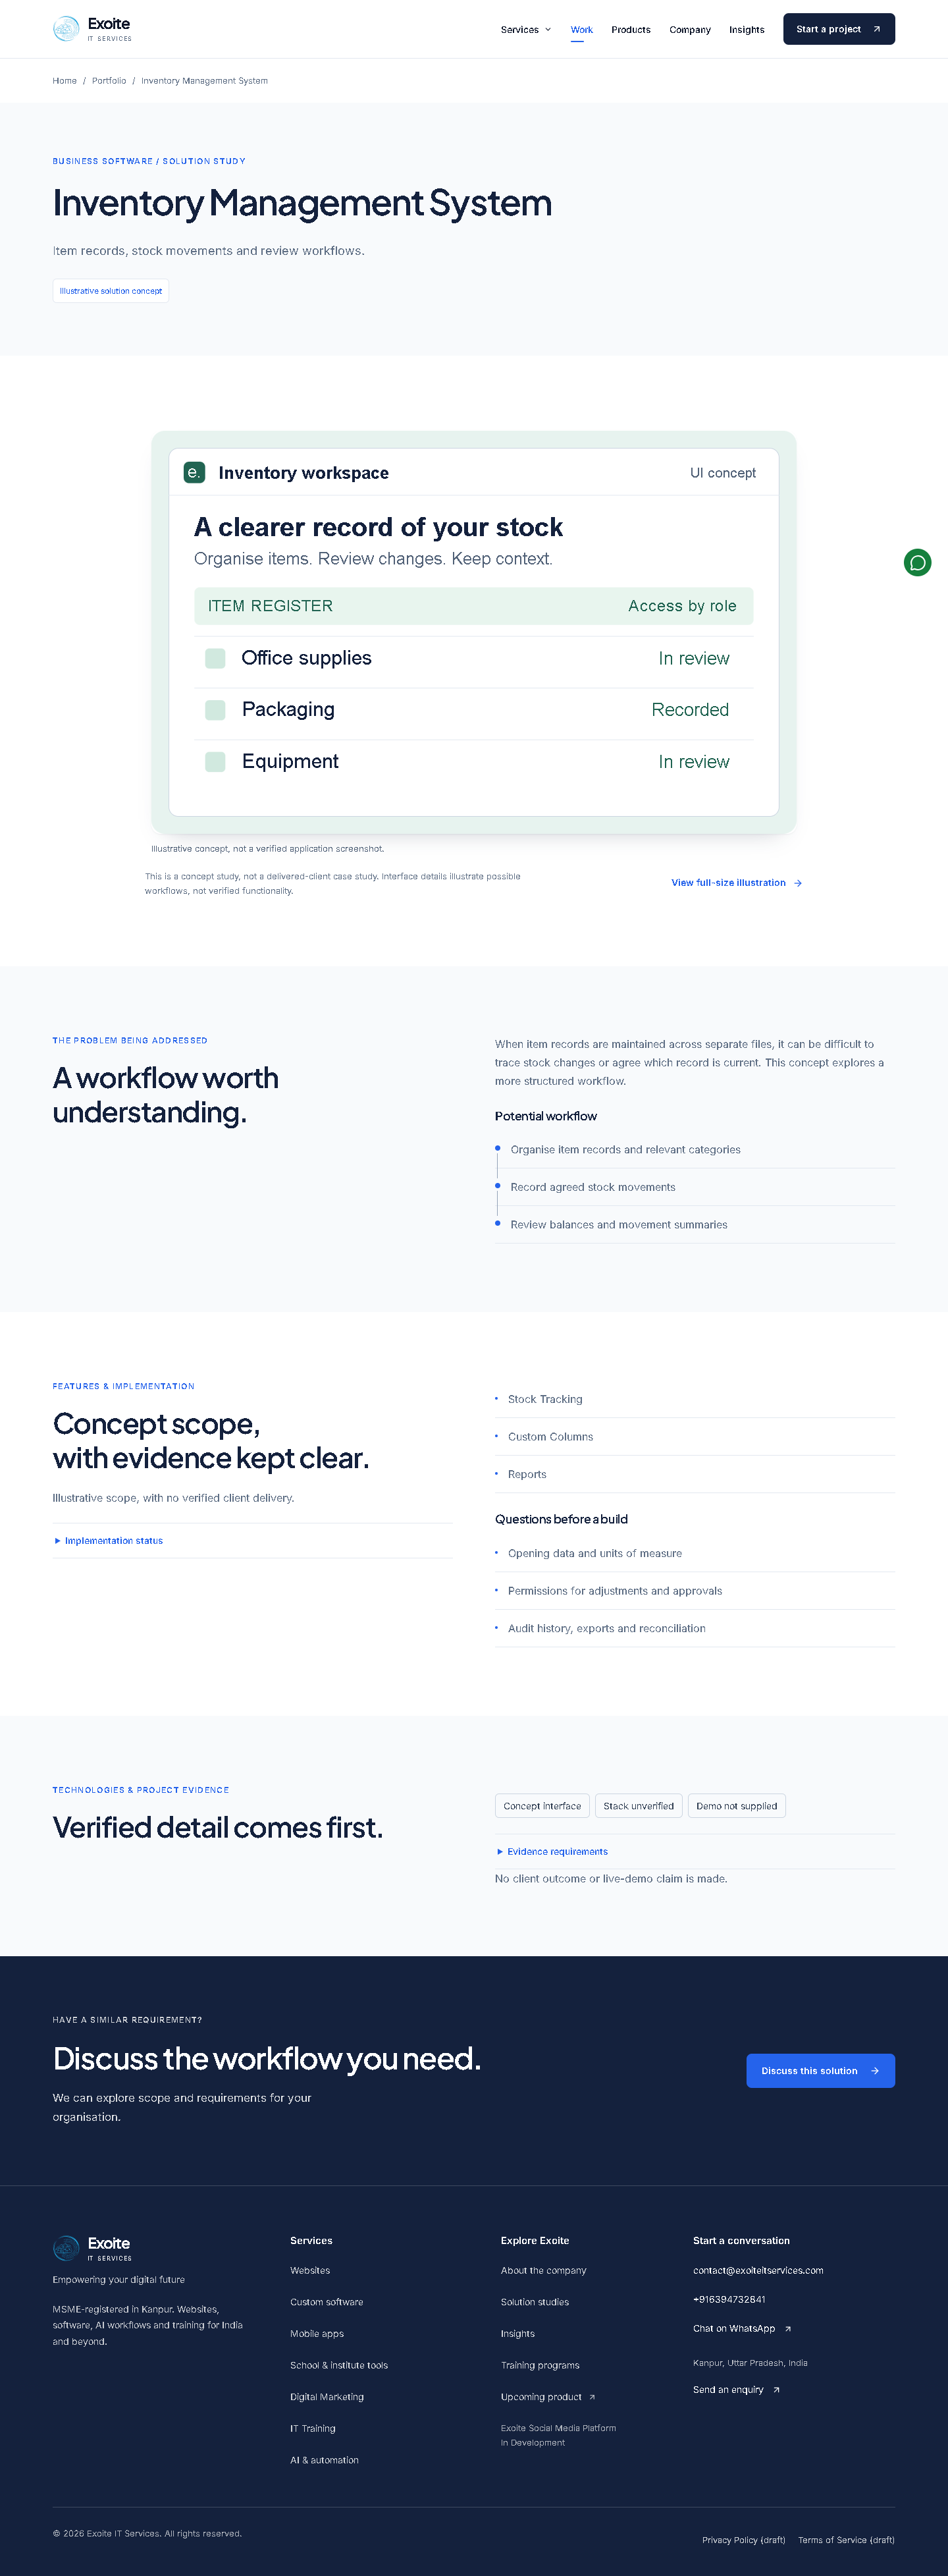 Exoite
IT SERVICES
Services
Work
Products
Company
Insights
Start a project
Home / Portfolio / Inventory Management System
BUSINESS SOFTWARE / SOLUTION STUDY
Inventory Management System
Item records, stock movements and review workflows.
Illustrative solution concept
e.
Inventory workspace
UI concept
A clearer record of your stock
Organise items. Review changes. Keep context.
ITEM REGISTER
Access by role
Office supplies
In review
Packaging
Recorded
Equipment
In review
Illustrative concept, not a verified application screenshot.
This is a concept study, not a delivered-client case study. Interface details illustrate possible
workflows, not verified functionality.
View full-size illustration
THE PROBLEM BEING ADDRESSED
A workflow worth
understanding.
When item records are maintained across separate files, it can be difficult to
trace stock changes or agree which record is current. This concept explores a
more structured workflow.
Potential workflow
Organise item records and relevant categories
Record agreed stock movements
Review balances and movement summaries
FEATURES & IMPLEMENTATION
Concept scope,
with evidence kept clear.
Illustrative scope, with no verified client delivery.
Implementation status
Stock Tracking
Custom Columns
Reports
Questions before a build
Opening data and units of measure
Permissions for adjustments and approvals
Audit history, exports and reconciliation
TECHNOLOGIES & PROJECT EVIDENCE
Verified detail comes first.
Concept interface
Stack unverified
Demo not supplied
Evidence requirements
No client outcome or live-demo claim is made.
HAVE A SIMILAR REQUIREMENT?
Discuss the workflow you need.
We can explore scope and requirements for your
organisation.
Discuss this solution
Exoite
IT SERVICES
Empowering your digital future
MSME-registered in Kanpur. Websites,
software, AI workflows and training for India
and beyond.
Services
Websites
Custom software
Mobile apps
School & institute tools
Digital Marketing
IT Training
AI & automation
Explore Exoite
About the company
Solution studies
Insights
Training programs
Upcoming product
Exoite Social Media Platform
In Development
Start a conversation
contact@exoiteitservices.com
+916394732841
Chat on WhatsApp
Kanpur, Uttar Pradesh, India
Send an enquiry
© 2026 Exoite IT Services. All rights reserved.
Privacy Policy (draft)
Terms of Service (draft)